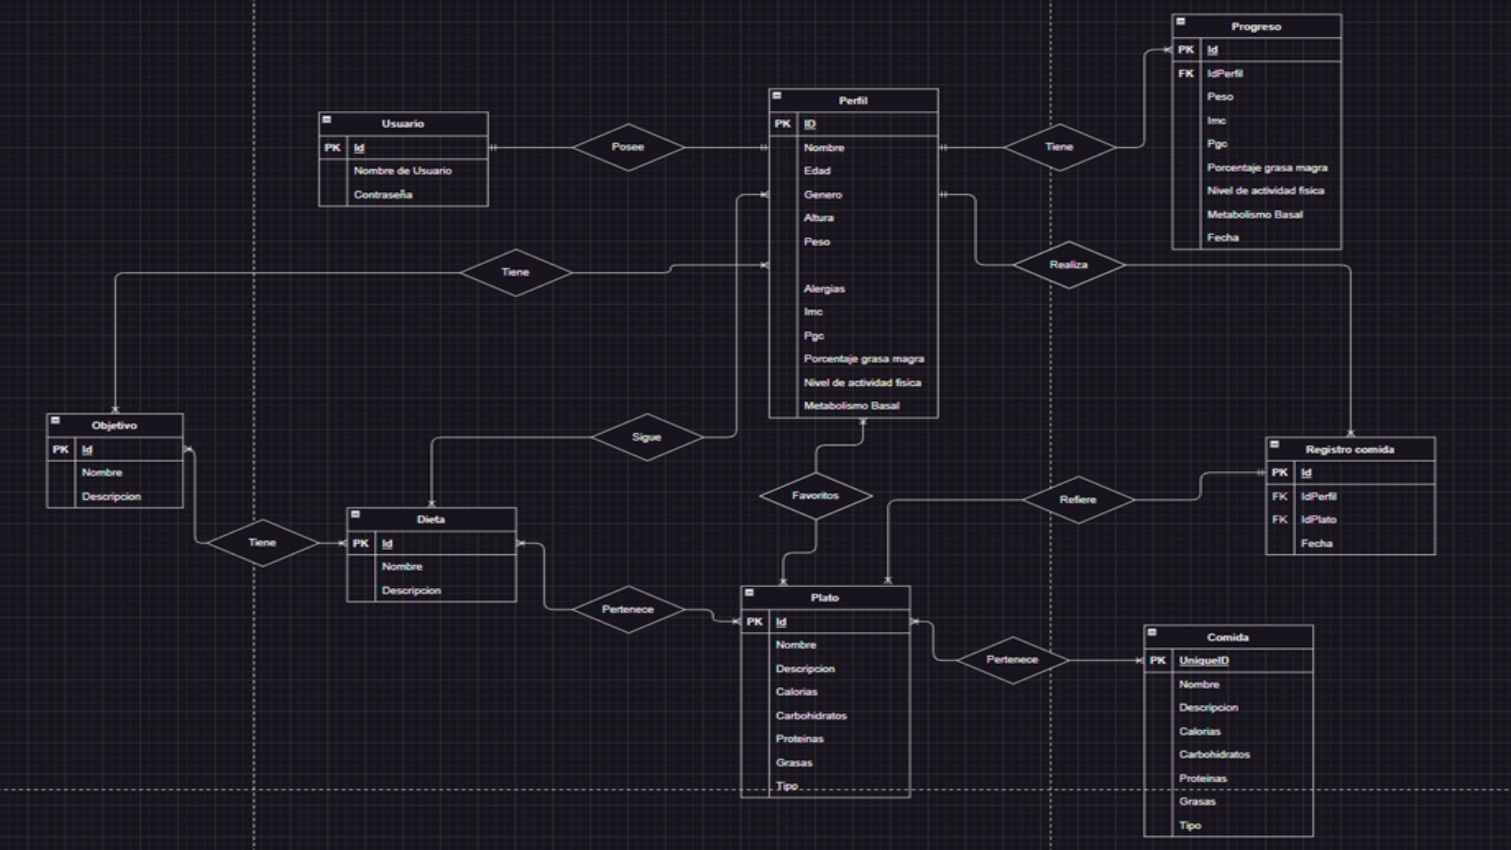 Progreso
PK Id
FK IdPerfil
Peso
Imc
Pgc
Porcentaje grasa magra
Nivel de actividad fisica
Metabolismo Basal
Fecha
Perfil
PK ID
Nombre
Edad
Genero
Altura
Peso
Alergias
Imc
Pgc
Porcentaje grasa magra
Nivel de actividad fisica
Metabolismo Basal
Usuario
PK Id
Nombre de Usuario
Contraseña
Posee
Tiene
Tiene
Realiza
Objetivo
PK Id
Nombre
Descripcion
Sigue
Favoritos
Refiere
Registro comida
PK Id
FK IdPerfil
FK IdPlato
Fecha
Tiene
Dieta
PK Id
Nombre
Descripcion
Pertenece
Plato
PK Id
Nombre
Descripcion
Calorias
Carbohidratos
Proteinas
Grasas
Tipo
Pertenece
Comida
PK UniqueID
Nombre
Descripcion
Calorias
Carbohidratos
Proteinas
Grasas
Tipo